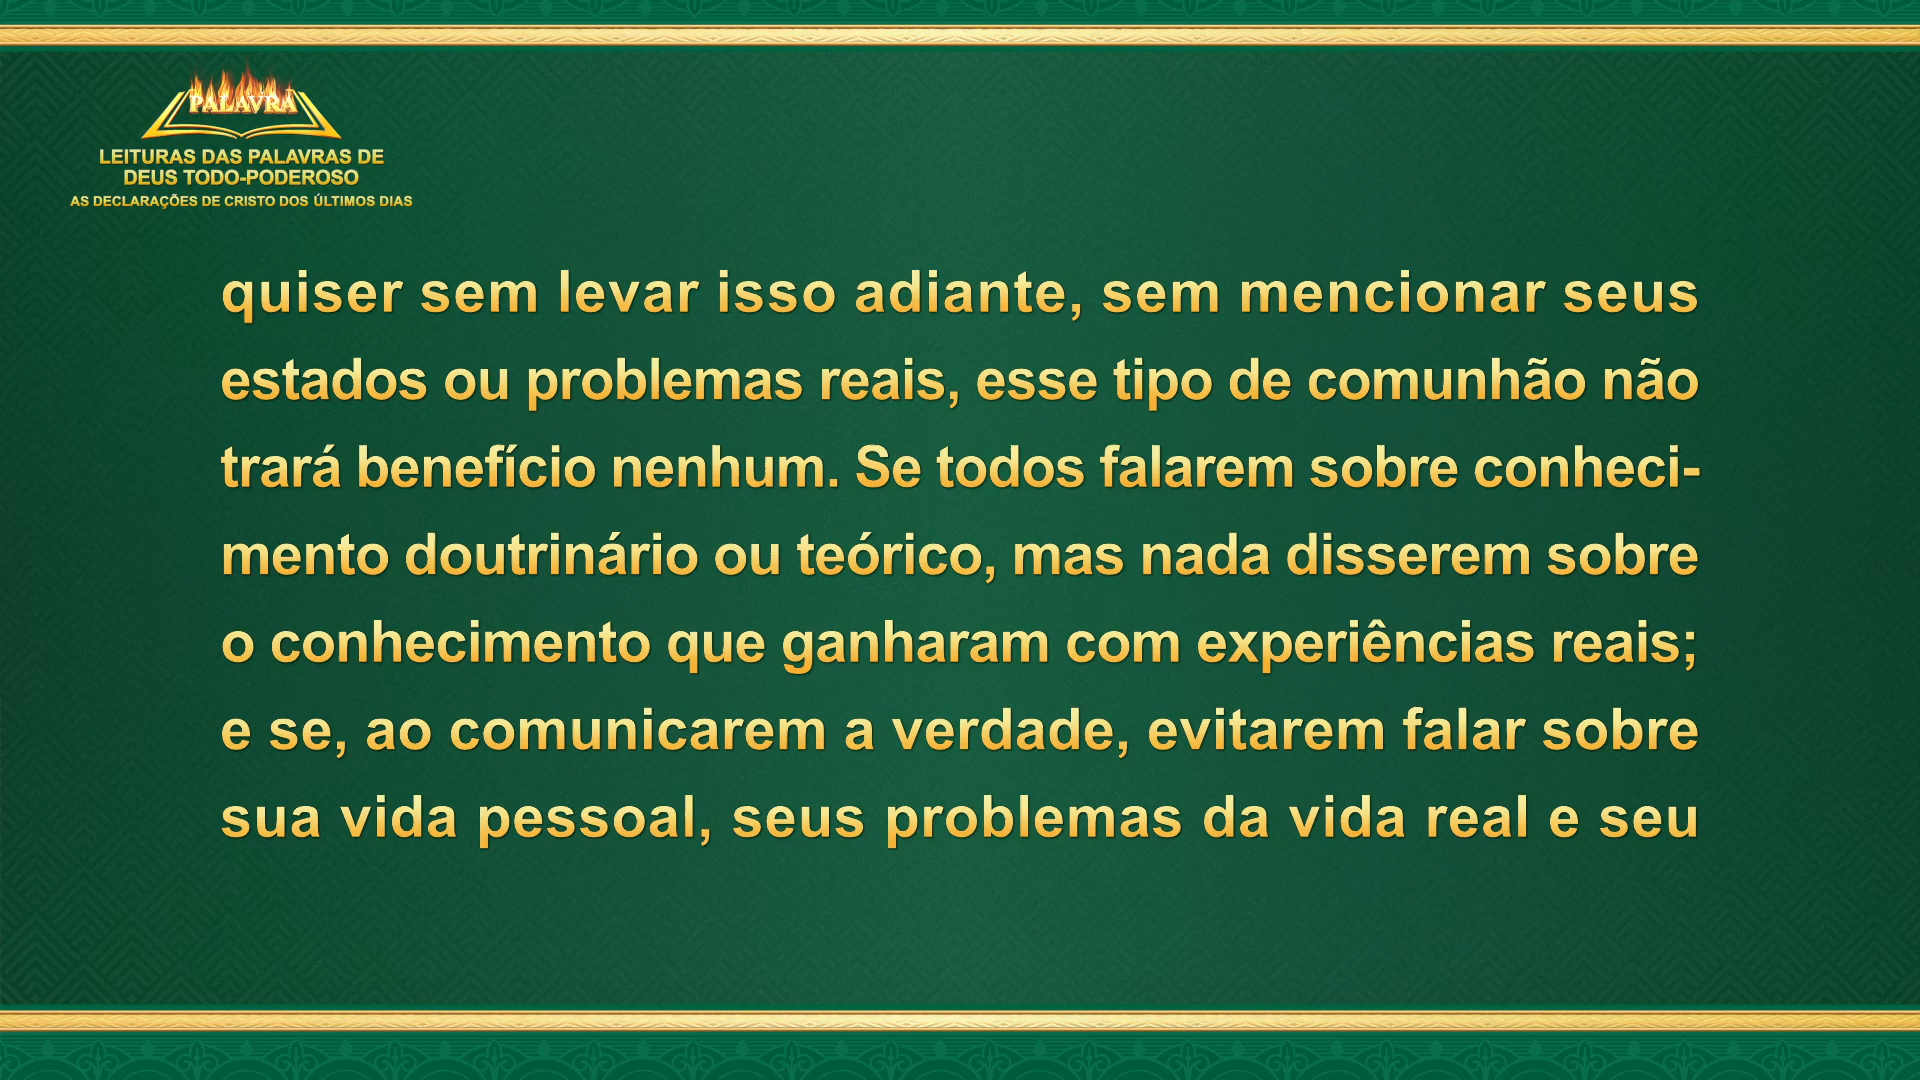 PALAVRA
LEITURAS DAS PALAVRAS DE
DEUS TODO-PODEROSO
AS DECLARAÇÕES DE CRISTO DOS ÚLTIMOS DIAS
quiser sem levar isso adiante, sem mencionar seus
estados ou problemas reais, esse tipo de comunhão não
trará benefício nenhum. Se todos falarem sobre conheci-
mento doutrinário ou teórico, mas nada disserem sobre
o conhecimento que ganharam com experiências reais;
e se, ao comunicarem a verdade, evitarem falar sobre
sua vida pessoal, seus problemas da vida real e seu